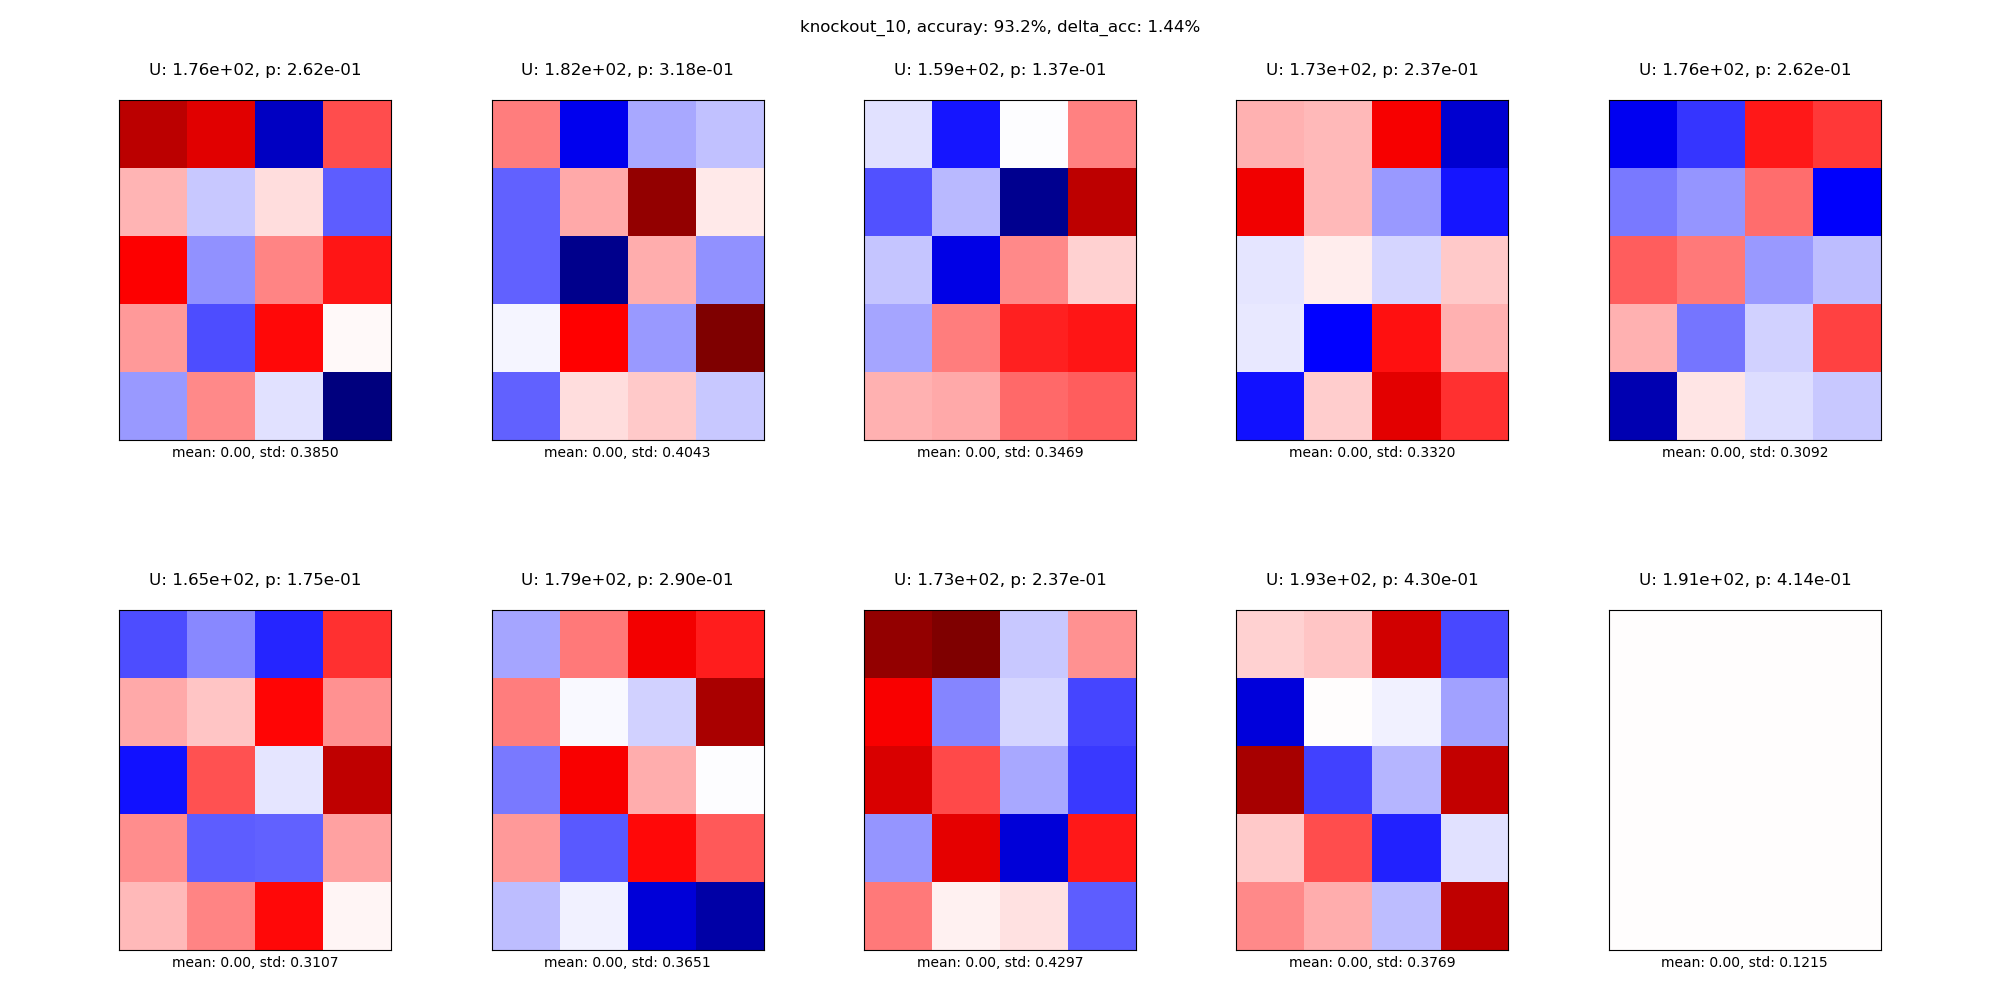 knockout_10, accuray: 93.2%, delta_acc: 1.44%
U: 1.76e+02, p: 2.62e-01
U: 1.82e+02, p: 3.18e-01
U: 1.59e+02, p: 1.37e-01
U: 1.73e+02, p: 2.37e-01
U: 1.76e+02, p: 2.62e-01
mean: 0.00, std: 0.3850
mean: 0.00, std: 0.4043
mean: 0.00, std: 0.3469
mean: 0.00, std: 0.3320
mean: 0.00, std: 0.3092
U: 1.65e+02, p: 1.75e-01
U: 1.79e+02, p: 2.90e-01
U: 1.73e+02, p: 2.37e-01
U: 1.93e+02, p: 4.30e-01
U: 1.91e+02, p: 4.14e-01
mean: 0.00, std: 0.3107
mean: 0.00, std: 0.3651
mean: 0.00, std: 0.4297
mean: 0.00, std: 0.3769
mean: 0.00, std: 0.1215